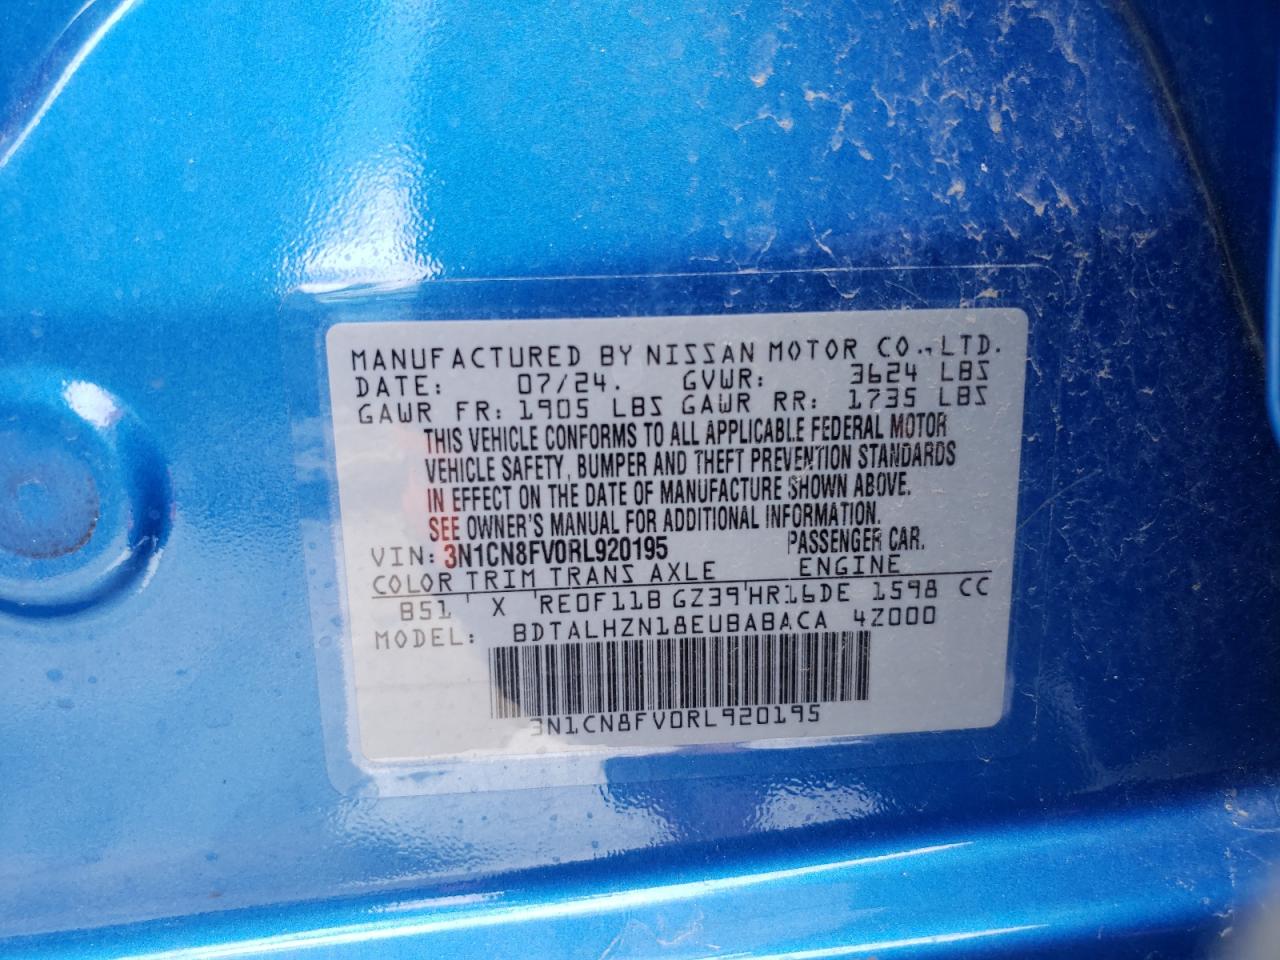 MANUFACTURED BY NISSAN MOTOR CO.,LTD.
DATE: 07/24. GVWR: 3624 LBS
GAWR FR: 1905 LBS GAWR RR: 1735 LBS
THIS VEHICLE CONFORMS TO ALL APPLICABLE FEDERAL MOTOR
VEHICLE SAFETY, BUMPER AND THEFT PREVENTION STANDARDS
IN EFFECT ON THE DATE OF MANUFACTURE SHOWN ABOVE.
SEE OWNER'S MANUAL FOR ADDITIONAL INFORMATION.
VIN: 3N1CN8FV0RL920195 PASSENGER CAR.
COLOR TRIM TRANS AXLE ENGINE
B51 X RE0F11B GZ39 HR16DE 1598 CC
MODEL: BDTALHZN18EUBABACA 4Z000
3N1CN8FV0RL920195